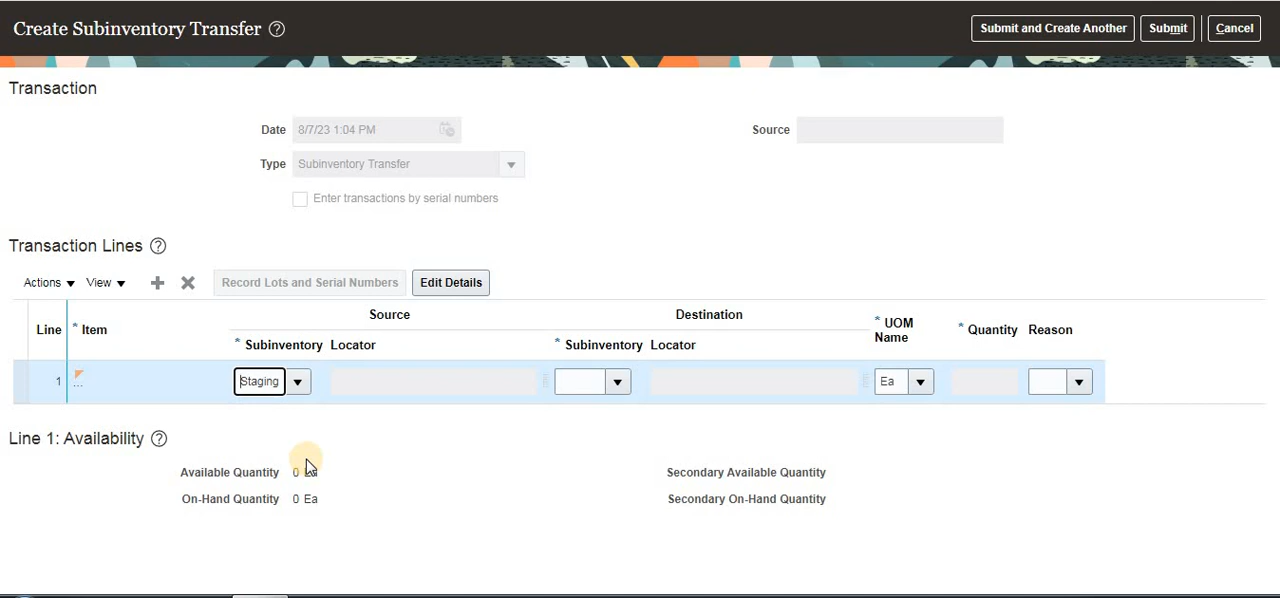 Create Subinventory Transfer ?
Submit and Create Another Submit Cancel
Transaction
Date 8/7/23 1:04 PM Source
Type Subinventory Transfer
Enter transactions by serial numbers
Transaction Lines ?
Actions View Record Lots and Serial Numbers Edit Details
Source Destination
Line * Item * UOM Name * Quantity Reason
* Subinventory Locator * Subinventory Locator
1 ... Staging Ea
Line 1: Availability ?
Available Quantity 0 Secondary Available Quantity
On-Hand Quantity 0 Ea Secondary On-Hand Quantity